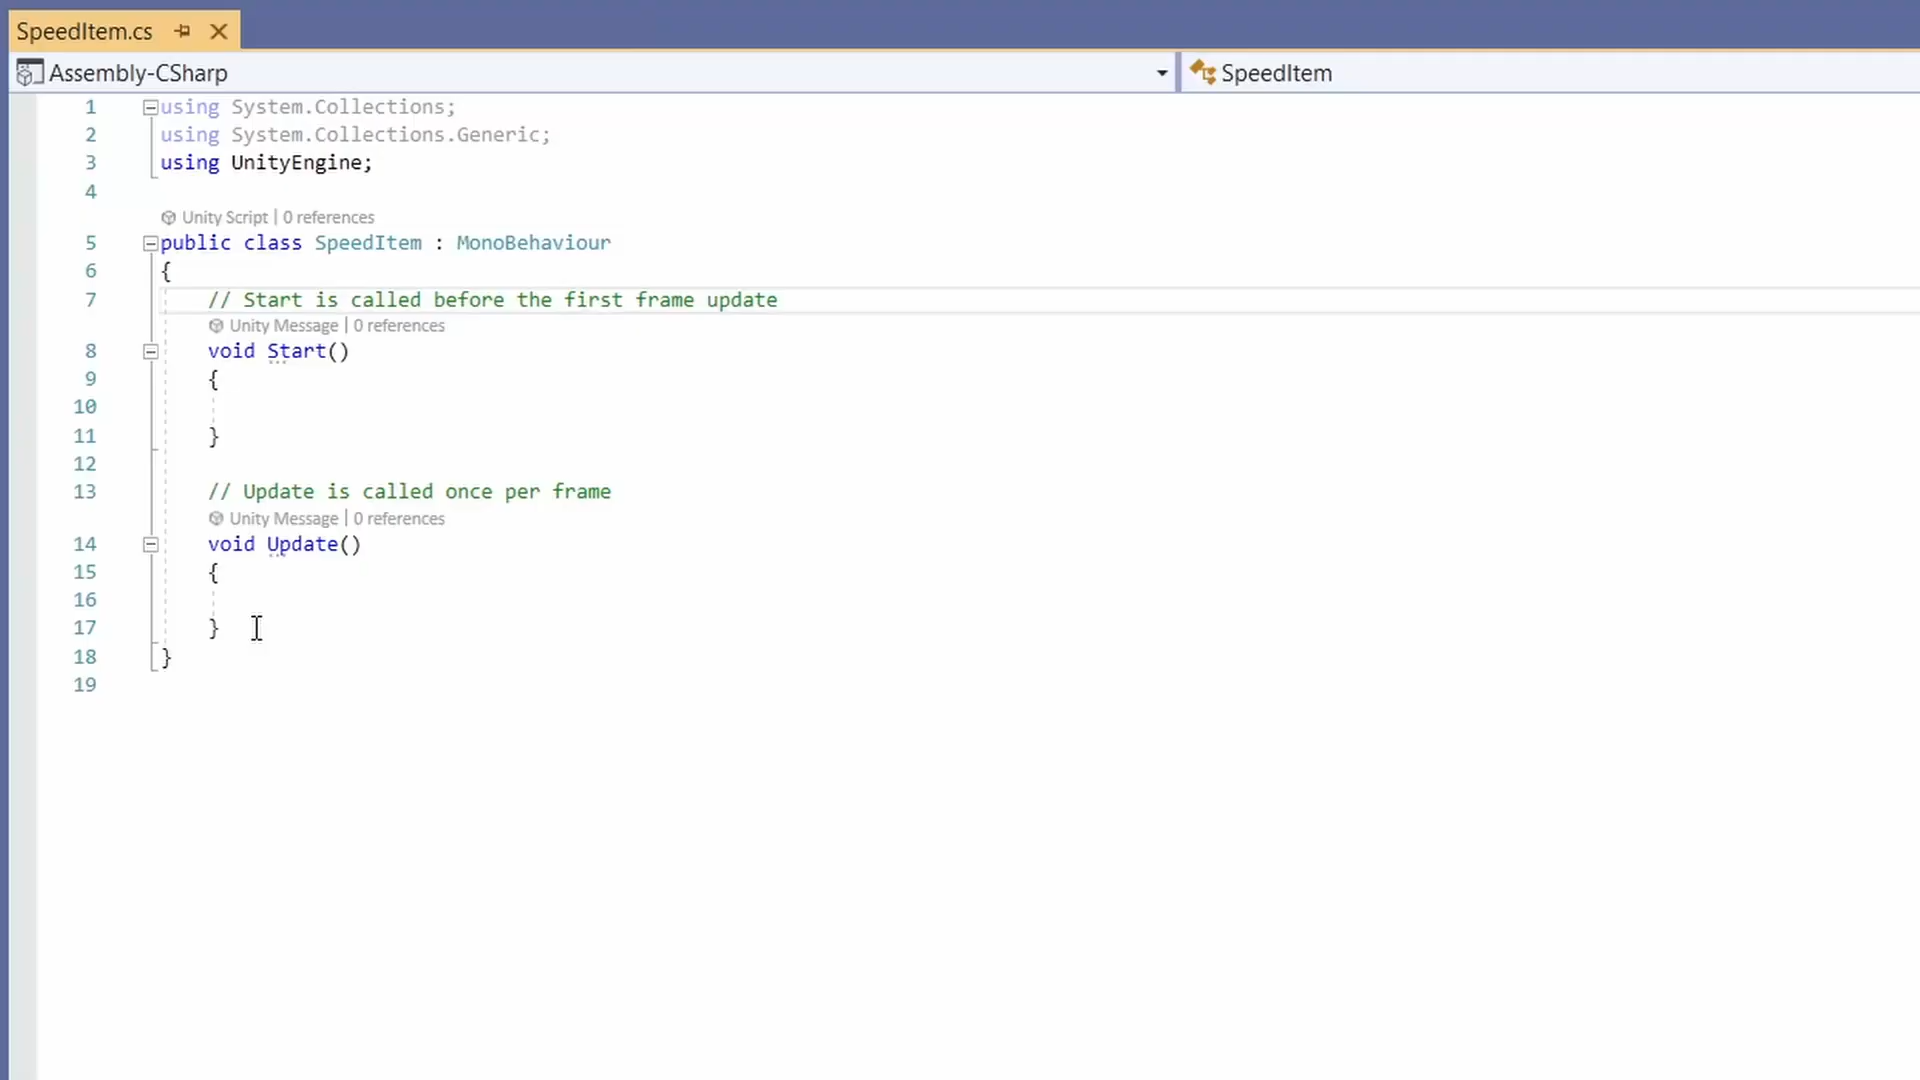 SpeedItem.cs
Assembly-CSharp
SpeedItem
1 using System.Collections;
2 using System.Collections.Generic;
3 using UnityEngine;
4
Unity Script | 0 references
5 public class SpeedItem : MonoBehaviour
6 {
7 // Start is called before the first frame update
Unity Message | 0 references
8 void Start()
9 {
10
11 }
12
13 // Update is called once per frame
Unity Message | 0 references
14 void Update()
15 {
16
17 }
18 }
19